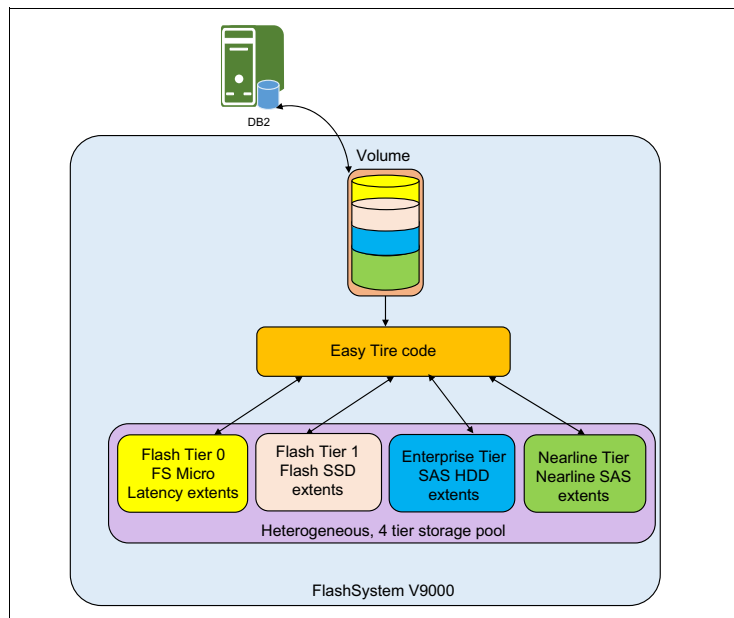 DB2
Volume
Easy Tire code
Flash Tier 0
FS Micro
Latency extents
Flash Tier 1
Flash SSD
extents
Enterprise Tier
SAS HDD
extents
Nearline Tier
Nearline SAS
extents
Heterogeneous, 4 tier storage pool
FlashSystem V9000